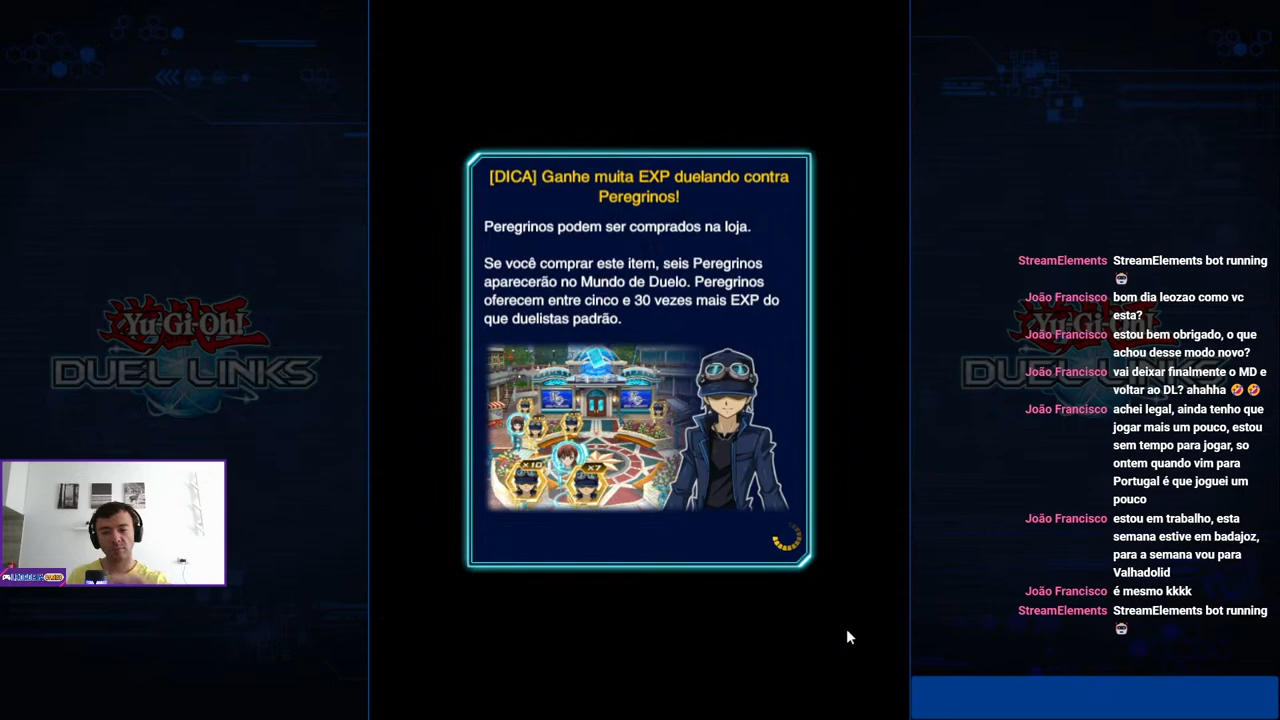 [DICA] Ganhe muita EXP duelando contra
Peregrinos!
Peregrinos podem ser comprados na loja.
Se você comprar este item, seis Peregrinos
aparecerão no Mundo de Duelo. Peregrinos
oferecem entre cinco e 30 vezes mais EXP do
que duelistas padrão.
×10
×7
Yu-Gi-Oh!
DUEL LINKS
Yu-Gi-Oh!
DUEL LINKS
StreamElements StreamElements bot running
João Francisco bom dia leozao como vc
esta?
João Francisco estou bem obrigado, o que
achou desse modo novo?
João Francisco vai deixar finalmente o MD e
voltar ao DL? ahahha 🤣 🤣
João Francisco achei legal, ainda tenho que
jogar mais um pouco, estou
sem tempo para jogar, so
ontem quando vim para
Portugal é que joguei um
pouco
João Francisco estou em trabalho, esta
semana estive em badajoz,
para a semana vou para
Valhadolid
João Francisco é mesmo kkkk
StreamElements StreamElements bot running